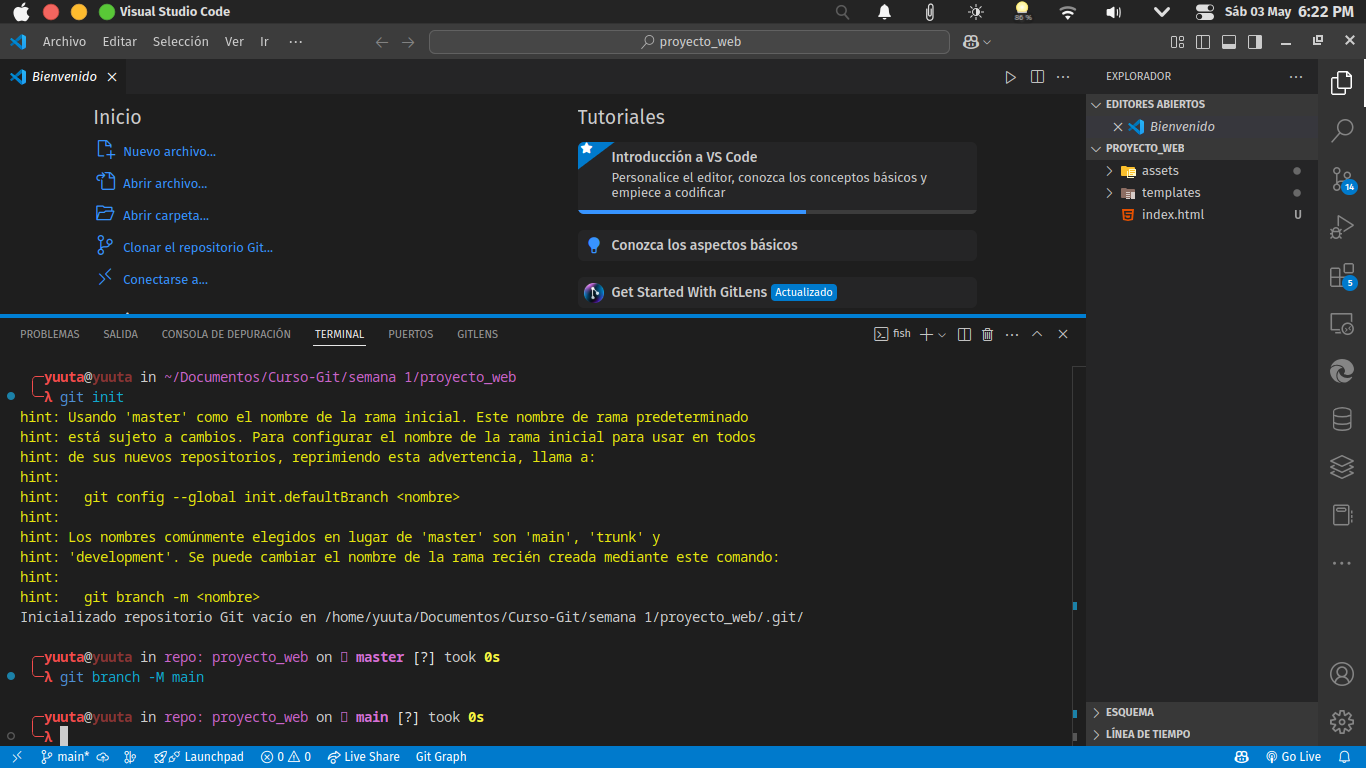 Visual Studio Code
86 %
Sáb 03 May 6:22 PM
Archivo Editar Selección Ver Ir ···
proyecto_web
Bienvenido
Inicio
Nuevo archivo...
Abrir archivo...
Abrir carpeta...
Clonar el repositorio Git...
Conectarse a...
Tutoriales
Introducción a VS Code
Personalice el editor, conozca los conceptos básicos y
empiece a codificar
Conozca los aspectos básicos
Get Started With GitLens Actualizado
EXPLORADOR
EDITORES ABIERTOS
Bienvenido
PROYECTO_WEB
assets
templates
index.html U
14
5
PROBLEMAS SALIDA CONSOLA DE DEPURACIÓN TERMINAL PUERTOS GITLENS
fish
yuuta@yuuta in ~/Documentos/Curso-Git/semana 1/proyecto_web
λ git init
hint: Usando 'master' como el nombre de la rama inicial. Este nombre de rama predeterminado
hint: está sujeto a cambios. Para configurar el nombre de la rama inicial para usar en todos
hint: de sus nuevos repositorios, reprimiendo esta advertencia, llama a:
hint:
hint:   git config --global init.defaultBranch <nombre>
hint:
hint: Los nombres comúnmente elegidos en lugar de 'master' son 'main', 'trunk' y
hint: 'development'. Se puede cambiar el nombre de la rama recién creada mediante este comando:
hint:
hint:   git branch -m <nombre>
Inicializado repositorio Git vacío en /home/yuuta/Documentos/Curso-Git/semana 1/proyecto_web/.git/
yuuta@yuuta in repo: proyecto_web on master [?] took 0s
λ git branch -M main
yuuta@yuuta in repo: proyecto_web on main [?] took 0s
λ
ESQUEMA
LÍNEA DE TIEMPO
main* Launchpad 0 0 Live Share Git Graph
Go Live